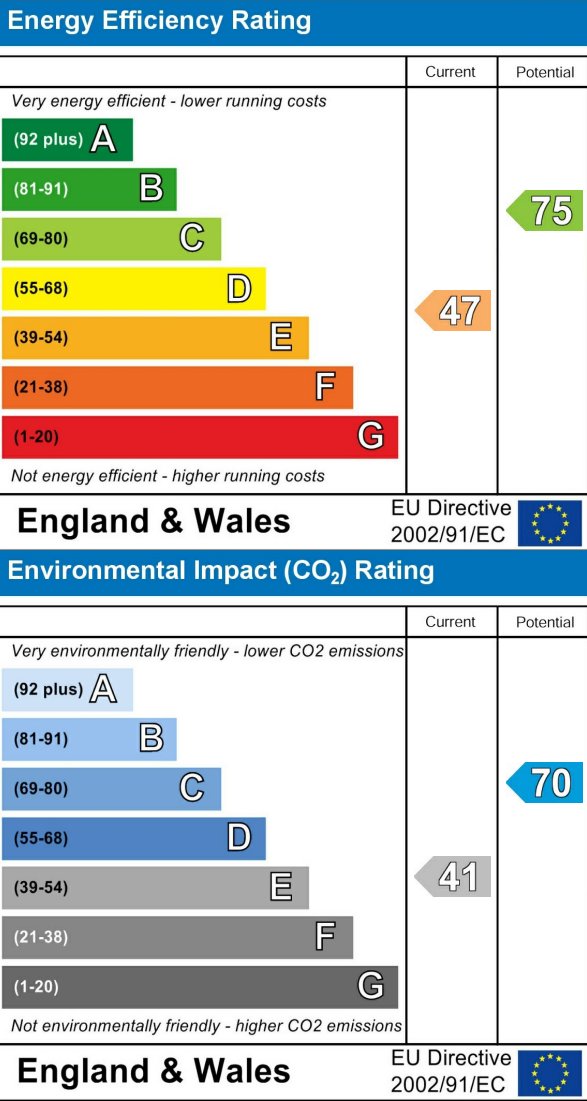 Energy Efficiency Rating
Current Potential
Very energy efficient - lower running costs
(92 plus) A
(81-91) B
75
(69-80) C
(55-68) D
47
(39-54) E
(21-38) F
(1-20) G
Not energy efficient - higher running costs
England & Wales
EU Directive
2002/91/EC
Environmental Impact (CO₂) Rating
Current Potential
Very environmentally friendly - lower CO2 emissions
(92 plus) A
(81-91) B
(69-80) C
70
(55-68) D
(39-54) E
41
(21-38) F
(1-20) G
Not environmentally friendly - higher CO2 emissions
England & Wales
EU Directive
2002/91/EC